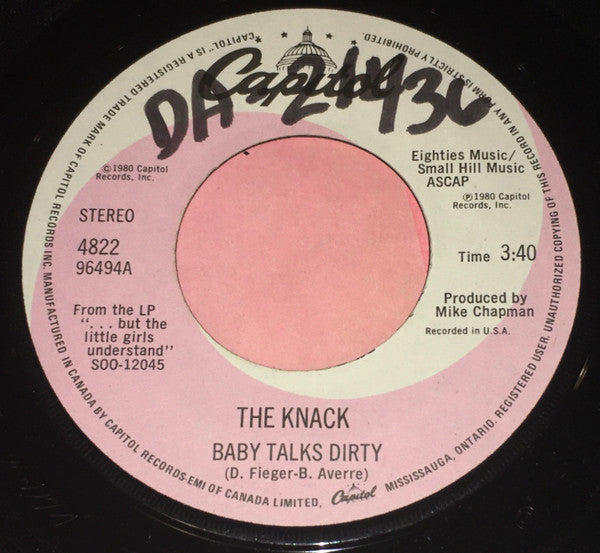 Capitol
DA 21436
© 1980 Capitol
Records, Inc.
STEREO
4822
96494A
From the LP
“. . . but the
little girls
understand”
SOO-12045
Eighties Music/
Small Hill Music
ASCAP
℗ 1980 Capitol
Records, Inc.
Time 3:40
Produced by
Mike Chapman
Recorded in U.S.A.
THE KNACK
BABY TALKS DIRTY
(D. Fieger-B. Averre)
MANUFACTURED IN CANADA BY CAPITOL RECORDS-EMI OF CANADA LIMITED, Capitol MISSISSAUGA, ONTARIO. REGISTERED USER. UNAUTHORIZED COPYING OF THIS RECORD IN ANY FORM IS STRICTLY PROHIBITED.
"CAPITOL" IS A REGISTERED TRADE MARK OF CAPITOL RECORDS INC.